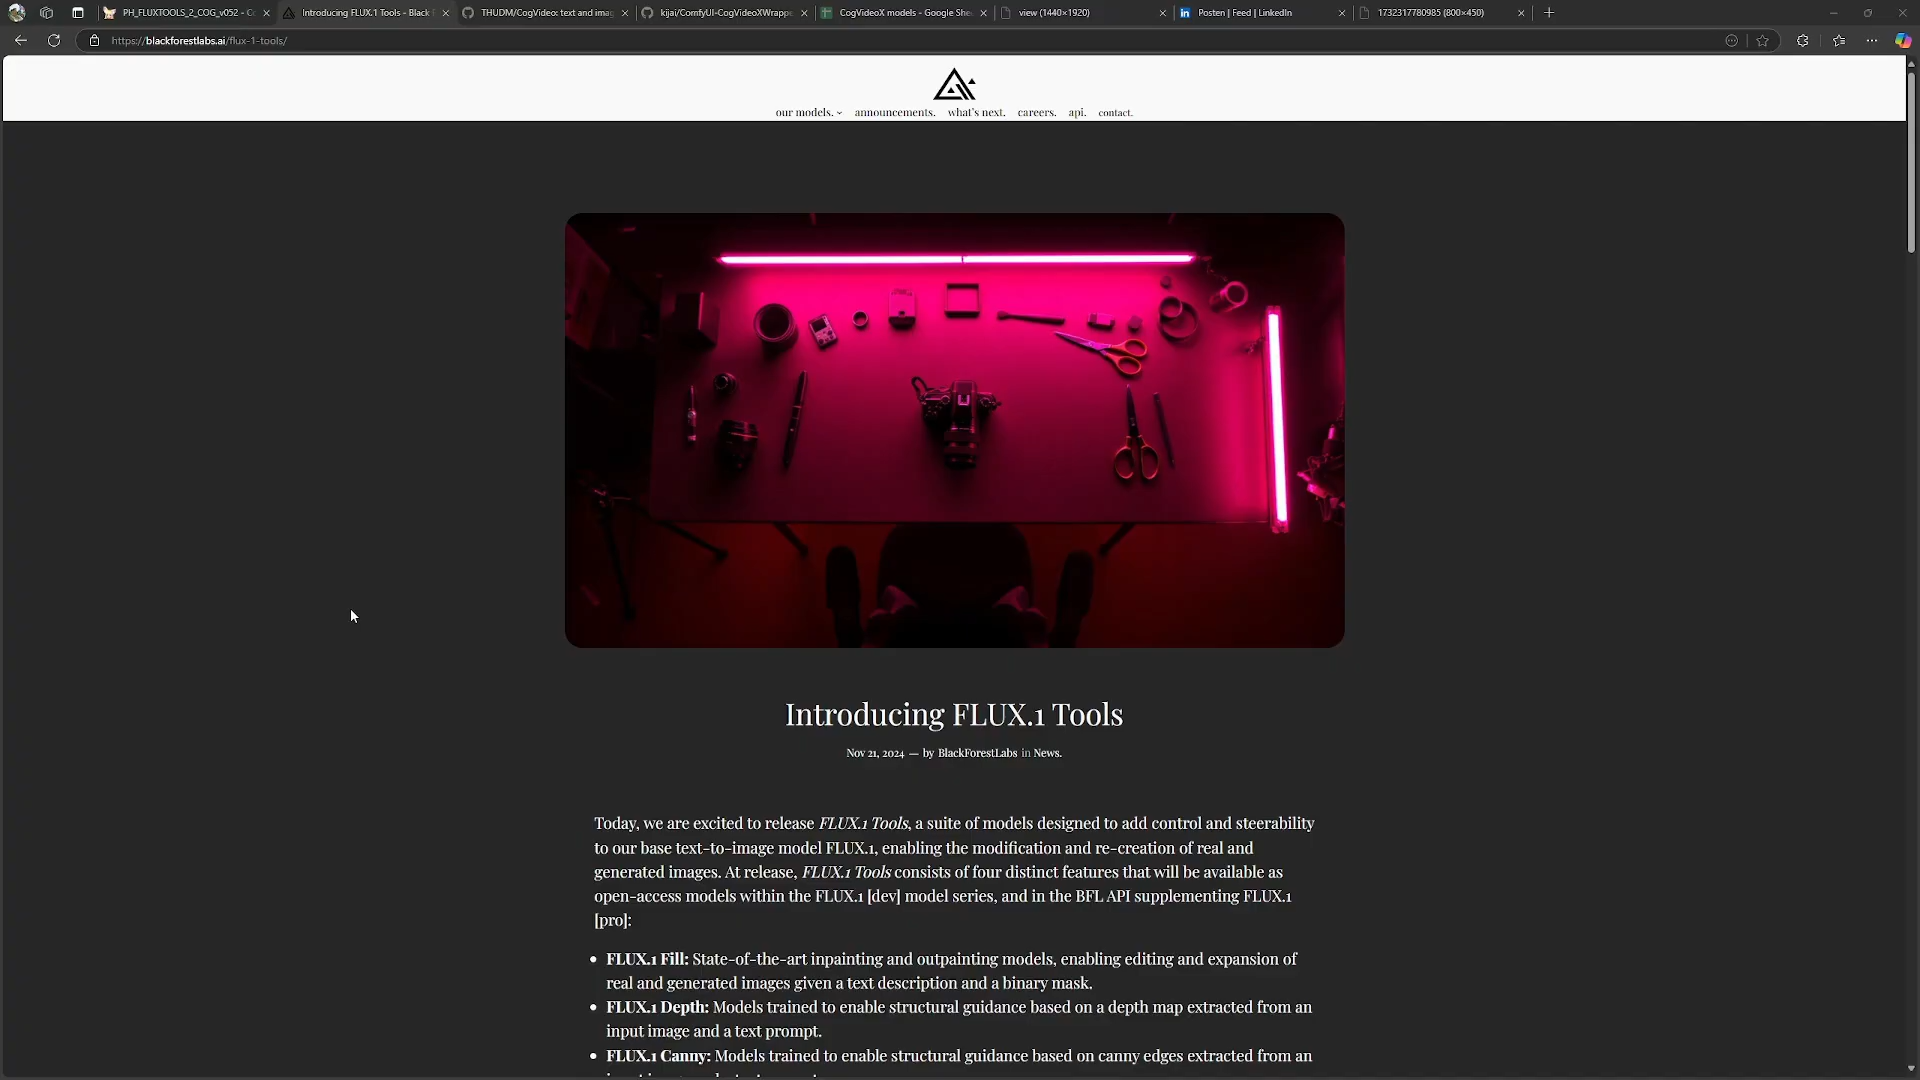 PH_FLUXTOOLS_2_COG_v052 - C
Introducing FLUX.1 Tools - Black F
THUDM/CogVideo: text and imag
kijai/ComfyUI-CogVideoXWrappe
CogVideoX models - Google She
view (1440×1920)
Posten | Feed | LinkedIn
1732317780985 (800×450)
https://blackforestlabs.ai/flux-1-tools/
our models. announcements. what's next. careers. api. contact.
Introducing FLUX.1 Tools
Nov 21, 2024 — by BlackForestLabs in News.
Today, we are excited to release FLUX.1 Tools, a suite of models designed to add control and steerability
to our base text-to-image model FLUX.1, enabling the modification and re-creation of real and
generated images. At release, FLUX.1 Tools consists of four distinct features that will be available as
open-access models within the FLUX.1 [dev] model series, and in the BFL API supplementing FLUX.1
[pro]:
• FLUX.1 Fill: State-of-the-art inpainting and outpainting models, enabling editing and expansion of
real and generated images given a text description and a binary mask.
• FLUX.1 Depth: Models trained to enable structural guidance based on a depth map extracted from an
input image and a text prompt.
• FLUX.1 Canny: Models trained to enable structural guidance based on canny edges extracted from an